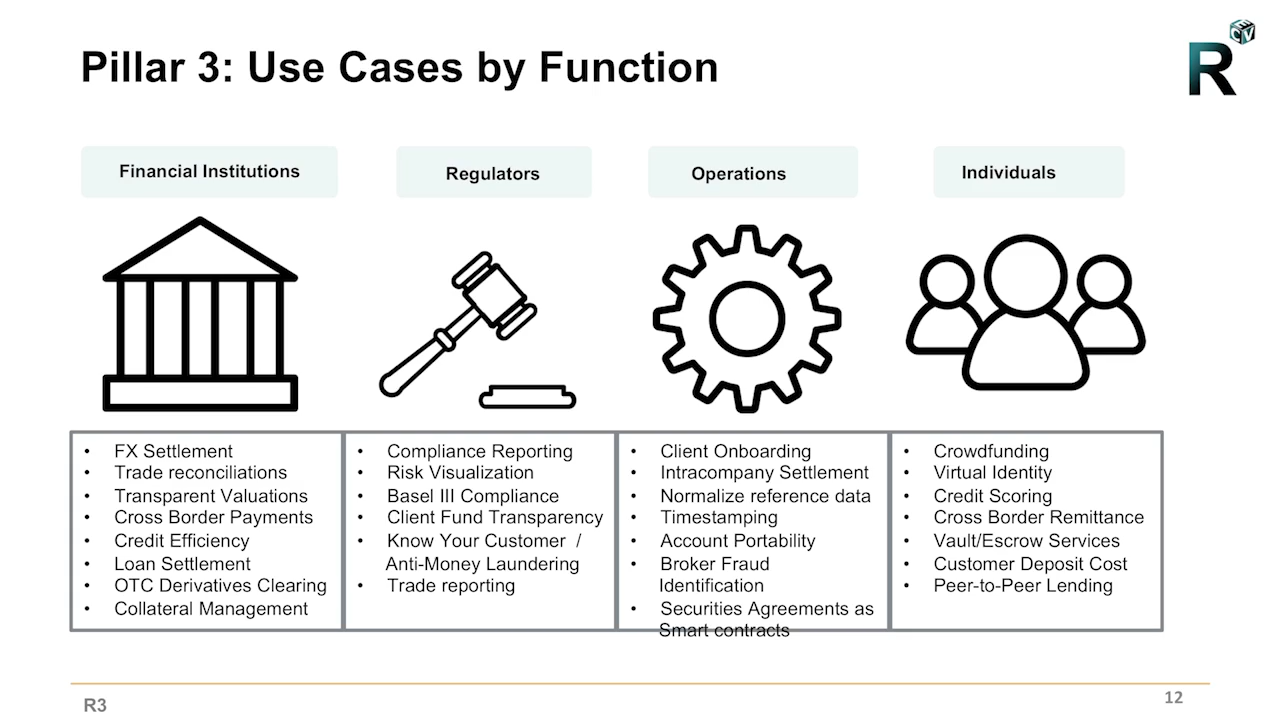 Pillar 3: Use Cases by Function
R
CEV
Financial Institutions
Regulators
Operations
Individuals
• FX Settlement
• Trade reconciliations
• Transparent Valuations
• Cross Border Payments
• Credit Efficiency
• Loan Settlement
• OTC Derivatives Clearing
• Collateral Management
• Compliance Reporting
• Risk Visualization
• Basel III Compliance
• Client Fund Transparency
• Know Your Customer /
Anti-Money Laundering
• Trade reporting
• Client Onboarding
• Intracompany Settlement
• Normalize reference data
• Timestamping
• Account Portability
• Broker Fraud
Identification
• Securities Agreements as
Smart contracts
• Crowdfunding
• Virtual Identity
• Credit Scoring
• Cross Border Remittance
• Vault/Escrow Services
• Customer Deposit Cost
• Peer-to-Peer Lending
R3
12